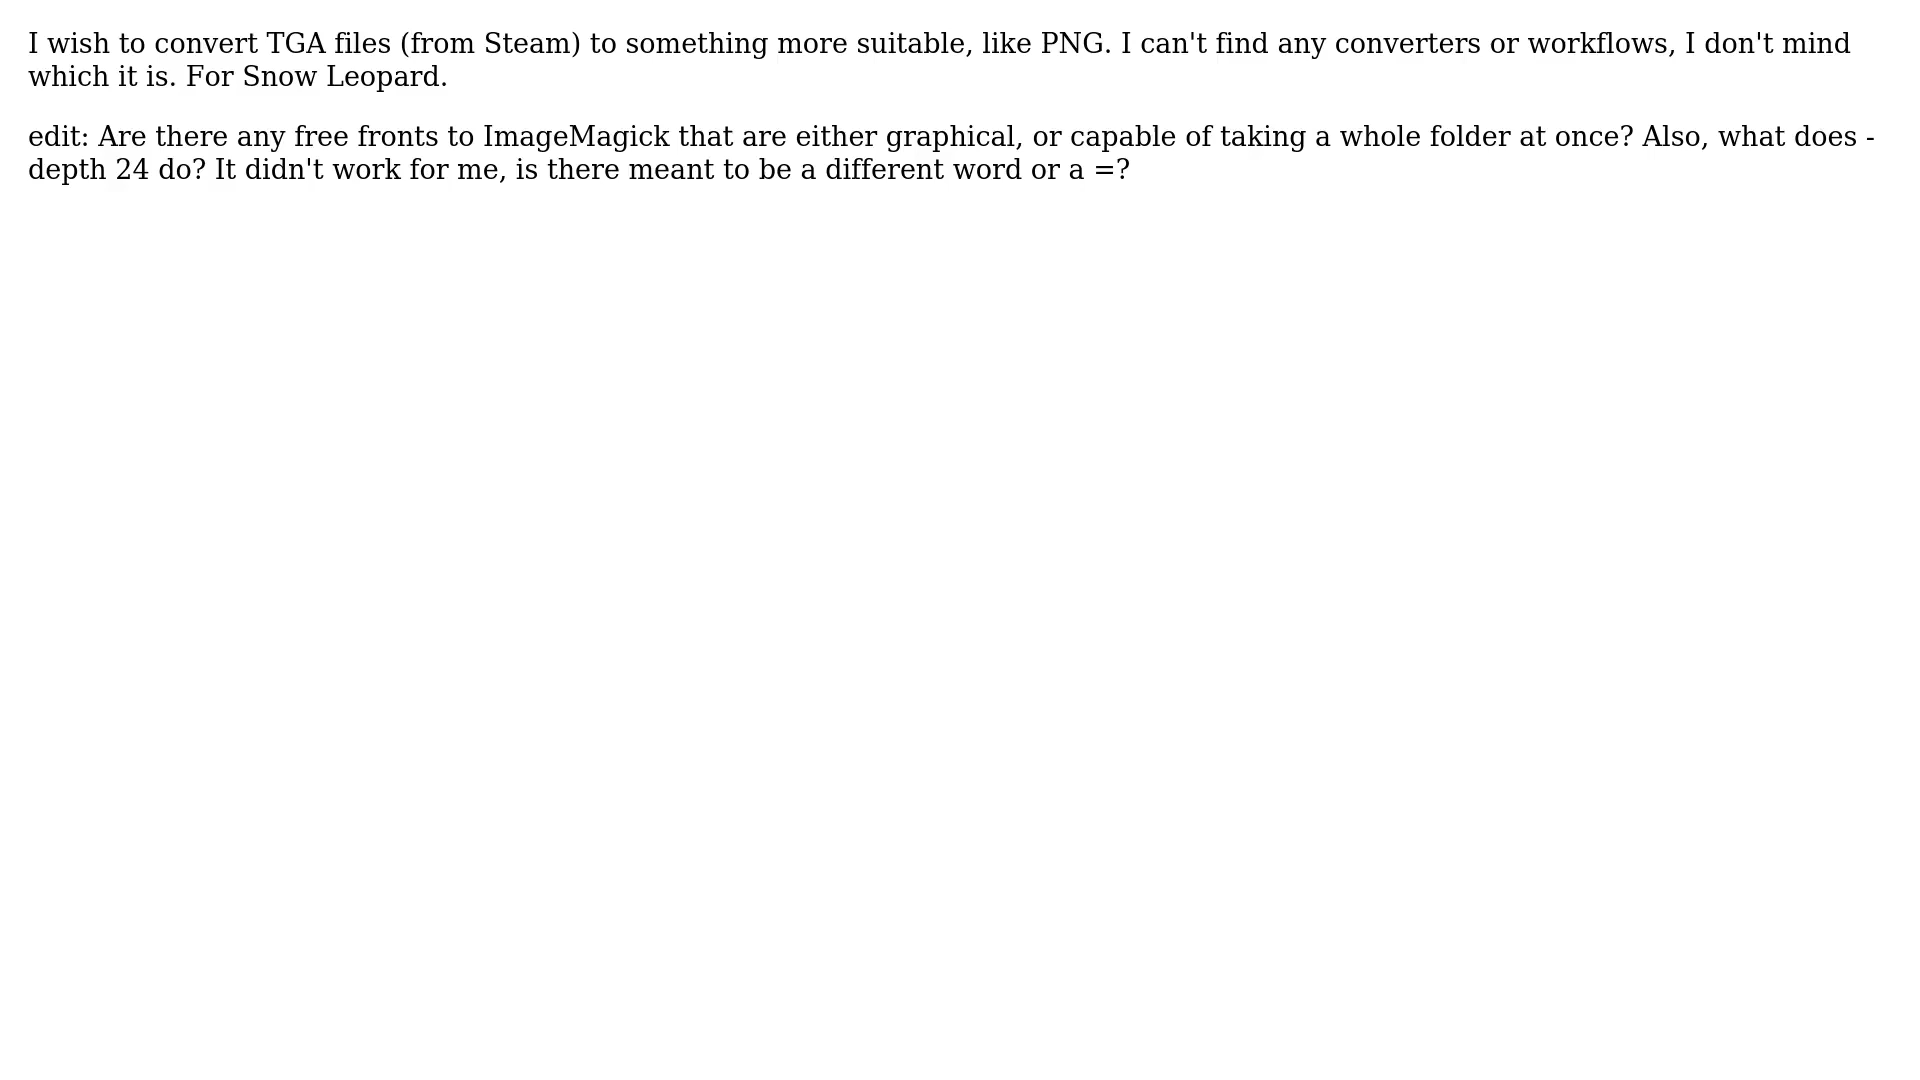 I wish to convert TGA files (from Steam) to something more suitable, like PNG. I can't find any converters or workflows, I don't mind
which it is. For Snow Leopard.
edit: Are there any free fronts to ImageMagick that are either graphical, or capable of taking a whole folder at once? Also, what does -
depth 24 do? It didn't work for me, is there meant to be a different word or a =?